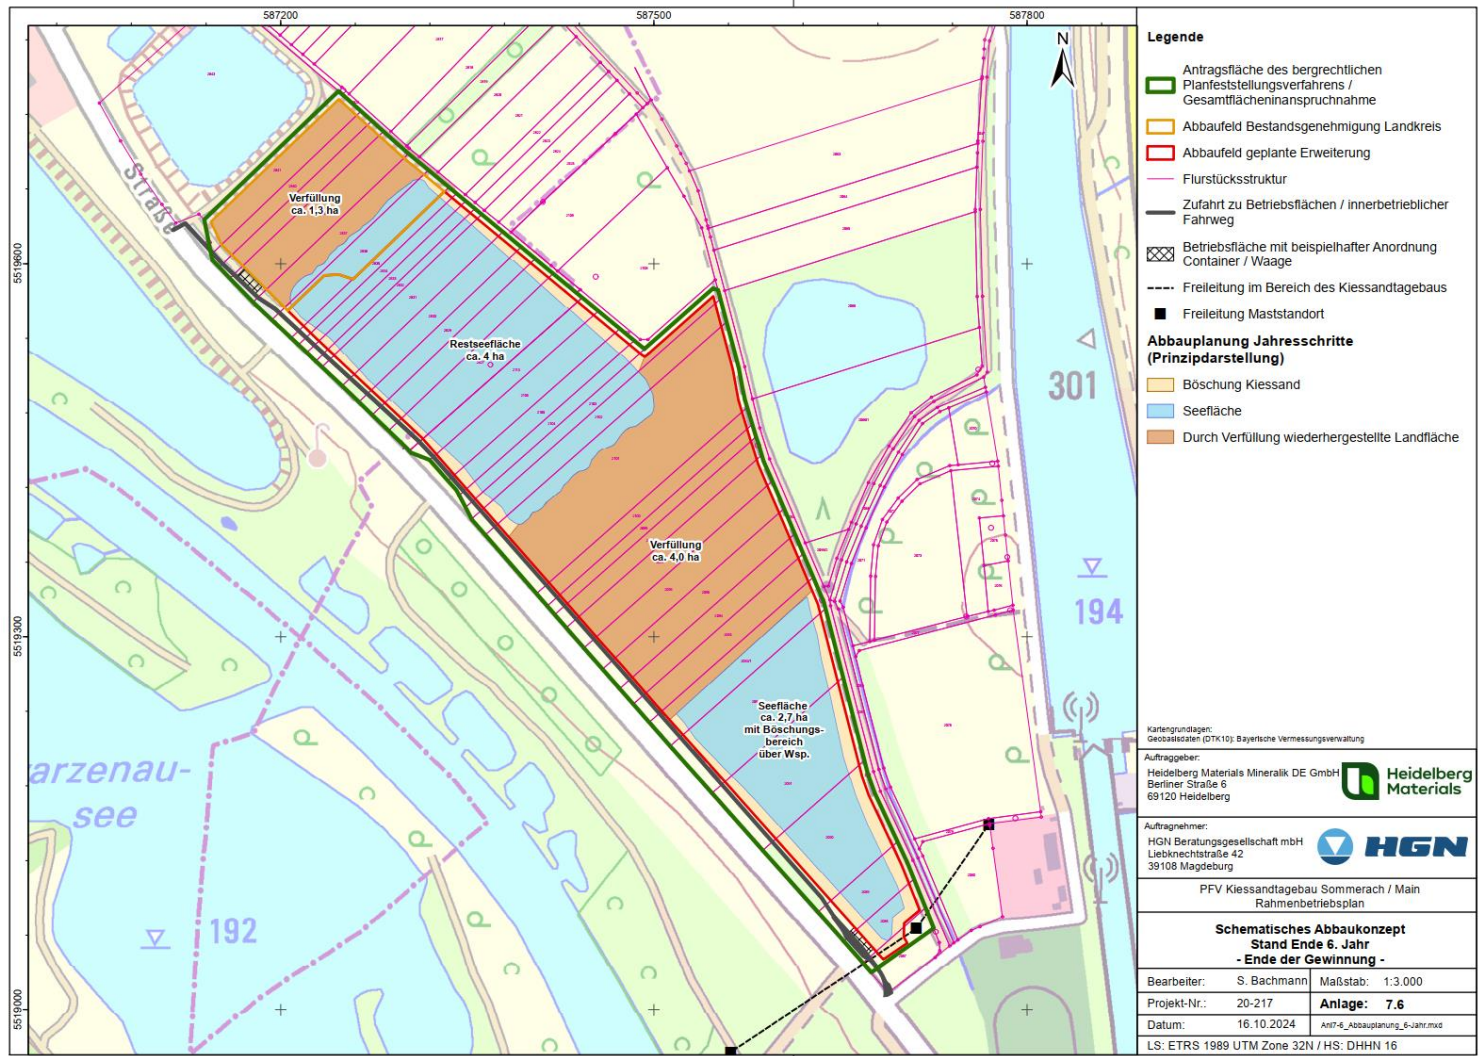 587200
587500
587800
5519600
5519300
5519000
N
Straße
Verfüllung
ca. 1,3 ha
Restseefläche
ca. 4 ha
Verfüllung
ca. 4,0 ha
Seefläche
ca. 2,7 ha
mit Böschungs-
bereich
über Wsp.
301
194
192
arzenau-
see
Legende
Antragsfläche des bergrechtlichen
Planfeststellungsverfahrens /
Gesamtflächeninanspruchnahme
Abbaufeld Bestandsgenehmigung Landkreis
Abbaufeld geplante Erweiterung
Flurstücksstruktur
Zufahrt zu Betriebsflächen / innerbetrieblicher
Fahrweg
Betriebsfläche mit beispielhafter Anordnung
Container / Waage
Freileitung im Bereich des Kiessandtagebaus
Freileitung Maststandort
Abbauplanung Jahresschritte
(Prinzipdarstellung)
Böschung Kiessand
Seefläche
Durch Verfüllung wiederhergestellte Landfläche
Kartengrundlagen:
Geobasisdaten (DTK10): Bayerische Vermessungsverwaltung
Auftraggeber:
Heidelberg Materials Mineralik DE GmbH
Berliner Straße 6
69120 Heidelberg
Heidelberg
Materials
Auftragnehmer:
HGN Beratungsgesellschaft mbH
Liebknechtstraße 42
39108 Magdeburg
HGN
PFV Kiessandtagebau Sommerach / Main
Rahmenbetriebsplan
Schematisches Abbaukonzept
Stand Ende 6. Jahr
- Ende der Gewinnung -
Bearbeiter: S. Bachmann Maßstab: 1:3.000
Projekt-Nr.: 20-217 Anlage: 7.6
Datum: 16.10.2024 Anl7-6_Abbauplanung_6-Jahr.mxd
LS: ETRS 1989 UTM Zone 32N / HS: DHHN 16